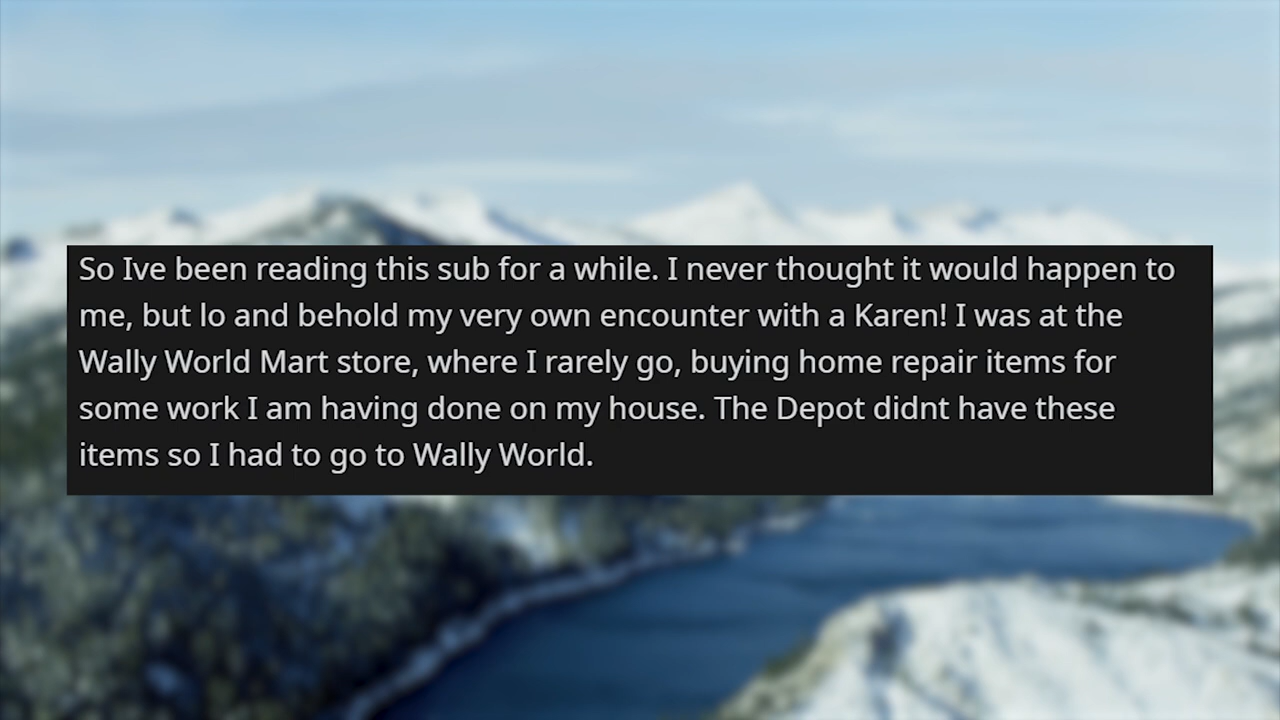 So Ive been reading this sub for a while. I never thought it would happen to
me, but lo and behold my very own encounter with a Karen! I was at the
Wally World Mart store, where I rarely go, buying home repair items for
some work I am having done on my house. The Depot didnt have these
items so I had to go to Wally World.